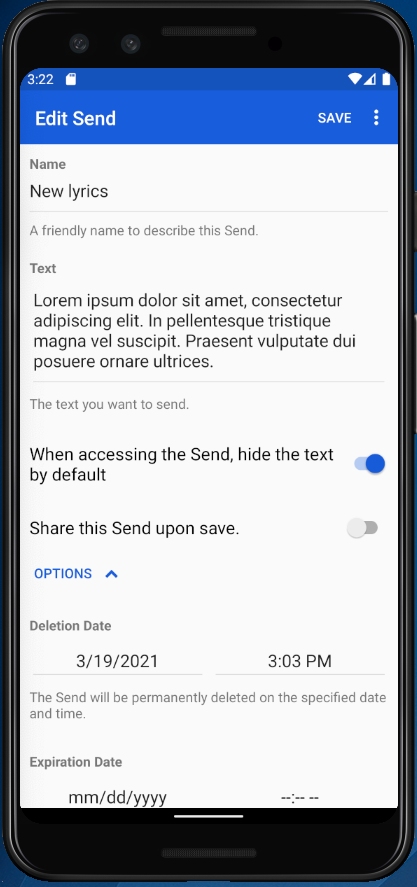 3:22
Edit Send
SAVE
Name
New lyrics
A friendly name to describe this Send.
Text
Lorem ipsum dolor sit amet, consectetur
adipiscing elit. In pellentesque tristique
magna vel suscipit. Praesent vulputate dui
posuere ornare ultrices.
The text you want to send.
When accessing the Send, hide the text
by default
Share this Send upon save.
OPTIONS
Deletion Date
3/19/2021 3:03 PM
The Send will be permanently deleted on the specified date
and time.
Expiration Date
mm/dd/yyyy --:-- --